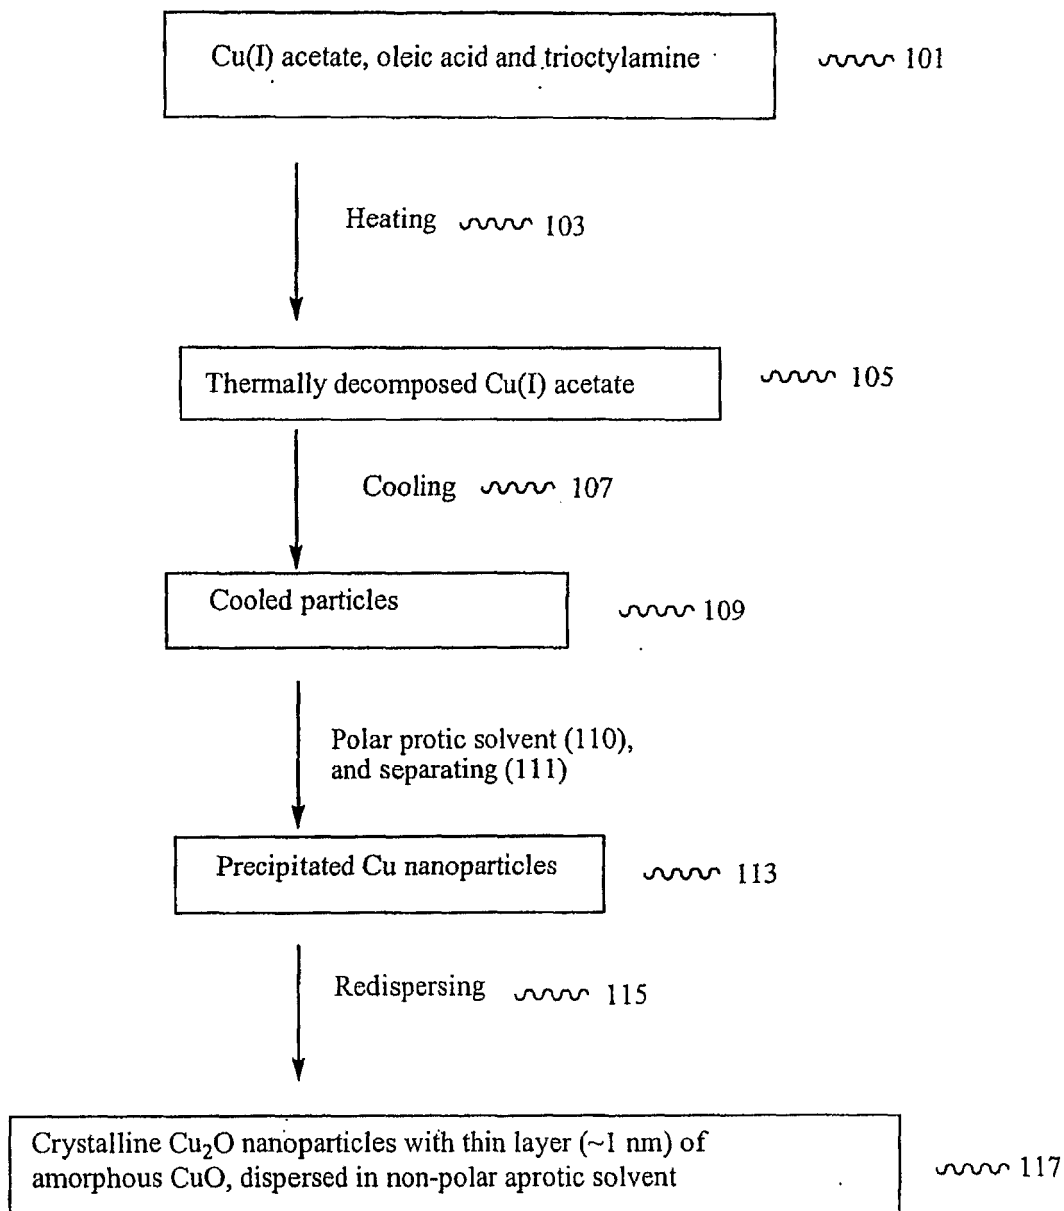 Cu(I) acetate, oleic acid and trioctylamine
101
Heating
103
Thermally decomposed Cu(I) acetate
105
Cooling
107
Cooled particles
109
Polar protic solvent (110),
and separating (111)
Precipitated Cu nanoparticles
113
Redispersing
115
Crystalline Cu₂O nanoparticles with thin layer (~1 nm) of
amorphous CuO, dispersed in non-polar aprotic solvent
117